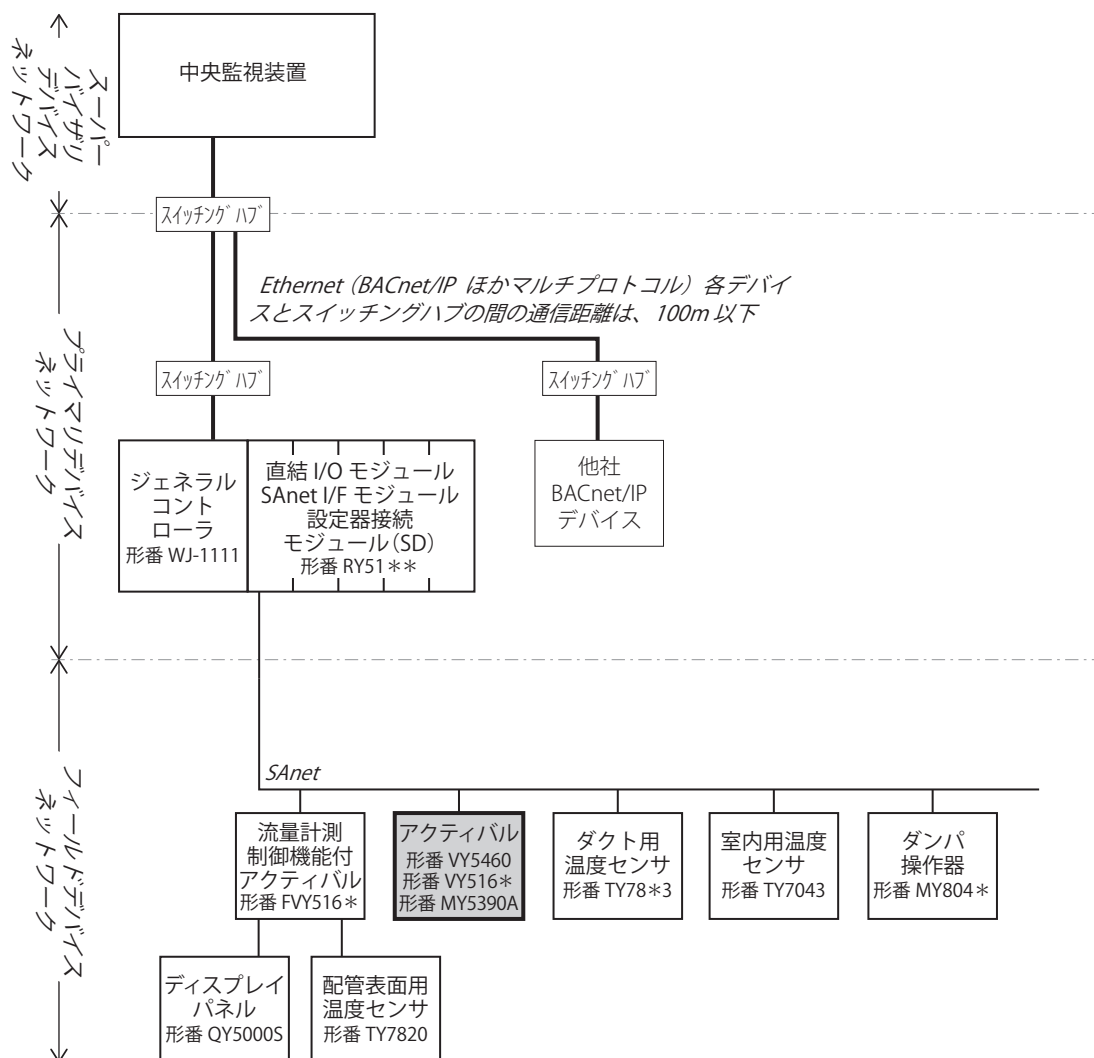 スーパー
バイザリ
デバイス
ネットワーク
中央監視装置
スイッチングハブ
プライマリデバイス
ネットワーク
Ethernet（BACnet/IP ほかマルチプロトコル）各デバイ
スとスイッチングハブの間の通信距離は、100m 以下
スイッチングハブ
スイッチングハブ
ジェネラル
コント
ローラ
形番 WJ-1111
直結 I/O モジュール
SAnet I/F モジュール
設定器接続
モジュール（SD）
形番 RY51＊＊
他社
BACnet/IP
デバイス
フィールドデバイス
ネットワーク
SAnet
流量計測
制御機能付
アクティバル
形番 FVY516＊
アクティバル
形番 VY5460
形番 VY516＊
形番 MY5390A
ダクト用
温度センサ
形番 TY78＊3
室内用温度
センサ
形番 TY7043
ダンパ
操作器
形番 MY804＊
ディスプレイ
パネル
形番 QY5000S
配管表面用
温度センサ
形番 TY7820